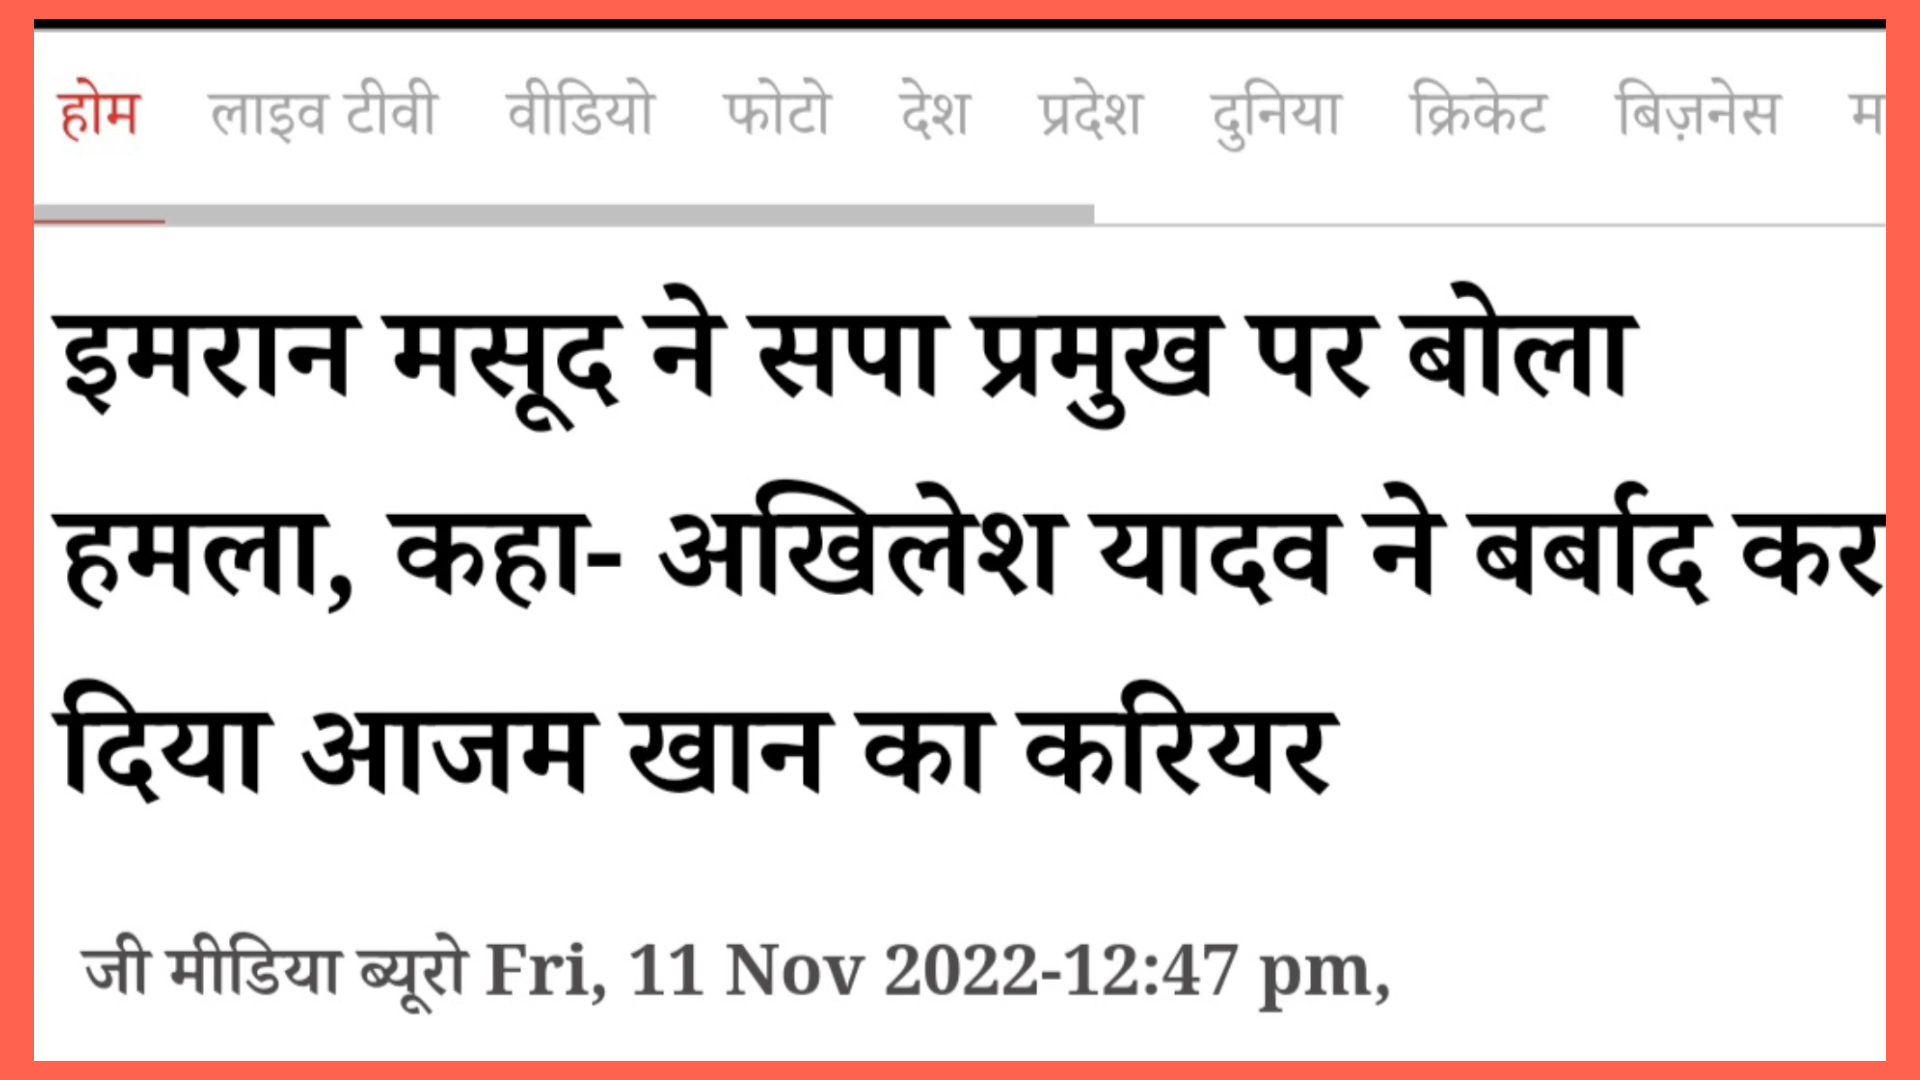 होम लाइव टीवी वीडियो फोटो देश प्रदेश दुनिया क्रिकेट बिज़नेस म
इमरान मसूद ने सपा प्रमुख पर बोला
हमला, कहा- अखिलेश यादव ने बर्बाद कर
दिया आजम खान का करियर
जी मीडिया ब्यूरो Fri, 11 Nov 2022-12:47 pm,